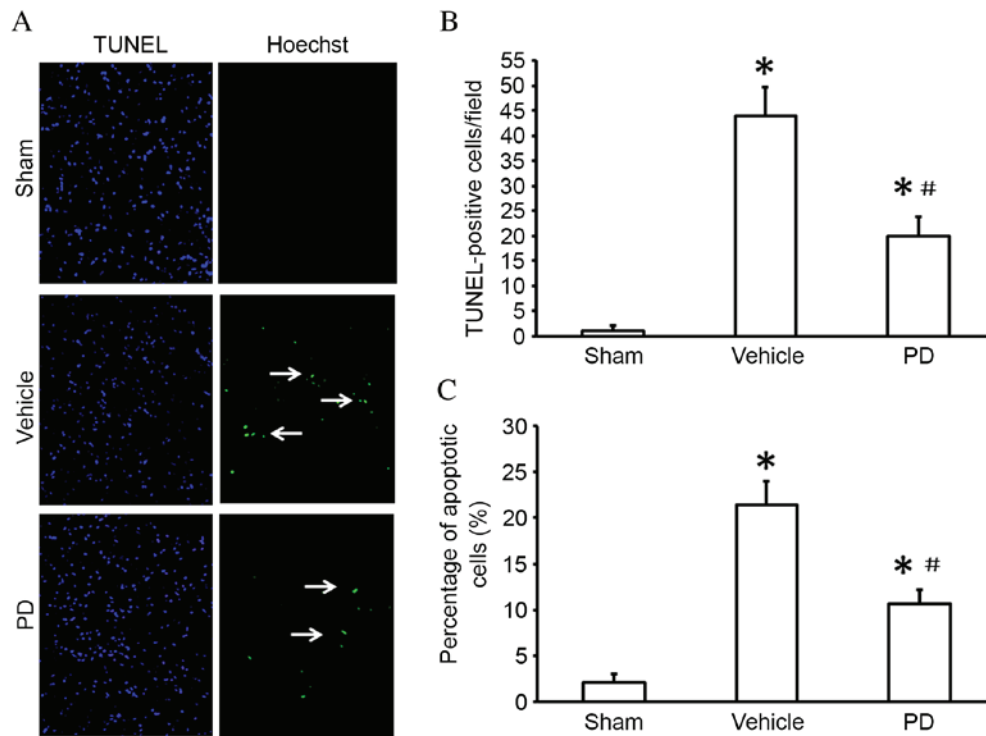 A
TUNEL Hoechst
Sham
Vehicle
PD
B
TUNEL-positive cells/field
55
50
45
40
35
30
25
20
15
10
5
0
*
* #
Sham Vehicle PD
C
Percentage of apoptotic
cells (%)
30
25
20
15
10
5
0
*
* #
Sham Vehicle PD